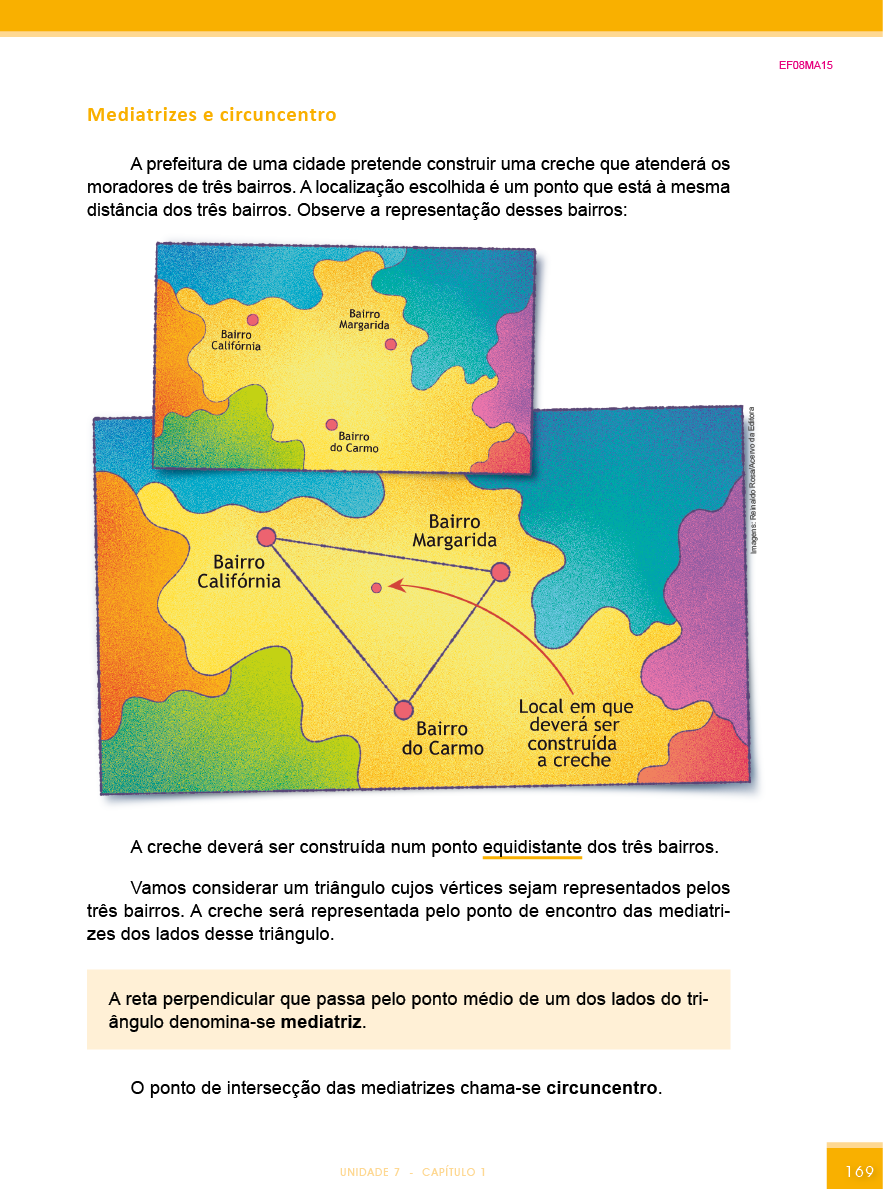 EF08MA15
Mediatrizes e circuncentro
A prefeitura de uma cidade pretende construir uma creche que atenderá os
moradores de três bairros. A localização escolhida é um ponto que está à mesma
distância dos três bairros. Observe a representação desses bairros:
Bairro
Califórnia
Bairro
Margarida
Bairro
do Carmo
Imagens: Reinaldo Rosa/Acervo da Editora
Bairro
Califórnia
Bairro
Margarida
Bairro
do Carmo
Local em que
deverá ser
construída
a creche
A creche deverá ser construída num ponto equidistante dos três bairros.
Vamos considerar um triângulo cujos vértices sejam representados pelos
três bairros. A creche será representada pelo ponto de encontro das mediatri-
zes dos lados desse triângulo.
A reta perpendicular que passa pelo ponto médio de um dos lados do tri-
ângulo denomina-se mediatriz.
O ponto de intersecção das mediatrizes chama-se circuncentro.
UNIDADE 7 - CAPÍTULO 1
169